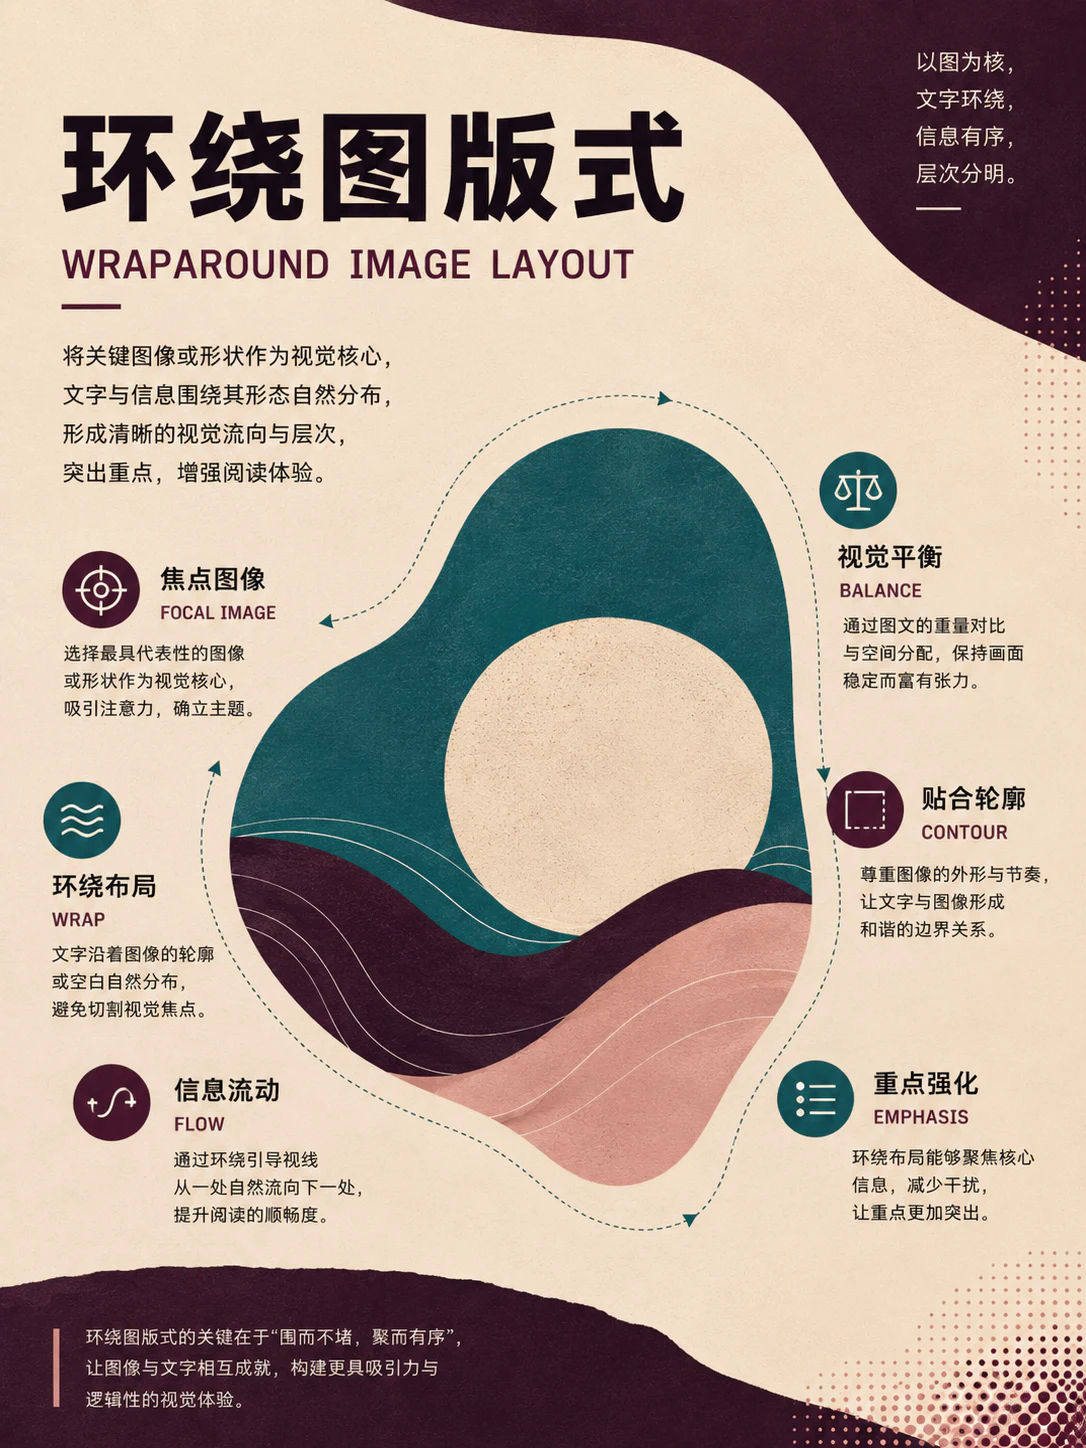 以图为核，
文字环绕，
信息有序，
层次分明。
环绕图版式
WRAPAROUND IMAGE LAYOUT
将关键图像或形状作为视觉核心，
文字与信息围绕其形态自然分布，
形成清晰的视觉流向与层次，
突出重点，增强阅读体验。
焦点图像
FOCAL IMAGE
选择最具代表性的图像
或形状作为视觉核心，
吸引注意力，确立主题。
环绕布局
WRAP
文字沿着图像的轮廓
或空白自然分布，
避免切割视觉焦点。
信息流动
FLOW
通过环绕引导视线
从一处自然流向下一处，
提升阅读的顺畅度。
视觉平衡
BALANCE
通过图文的重量对比
与空间分配，保持画面
稳定而富有张力。
贴合轮廓
CONTOUR
尊重图像的外形与节奏，
让文字与图像形成
和谐的边界关系。
重点强化
EMPHASIS
环绕布局能够聚焦核心
信息，减少干扰，
让重点更加突出。
环绕图版式的关键在于“围而不堵，聚而有序”，
让图像与文字相互成就，构建更具吸引力与
逻辑性的视觉体验。